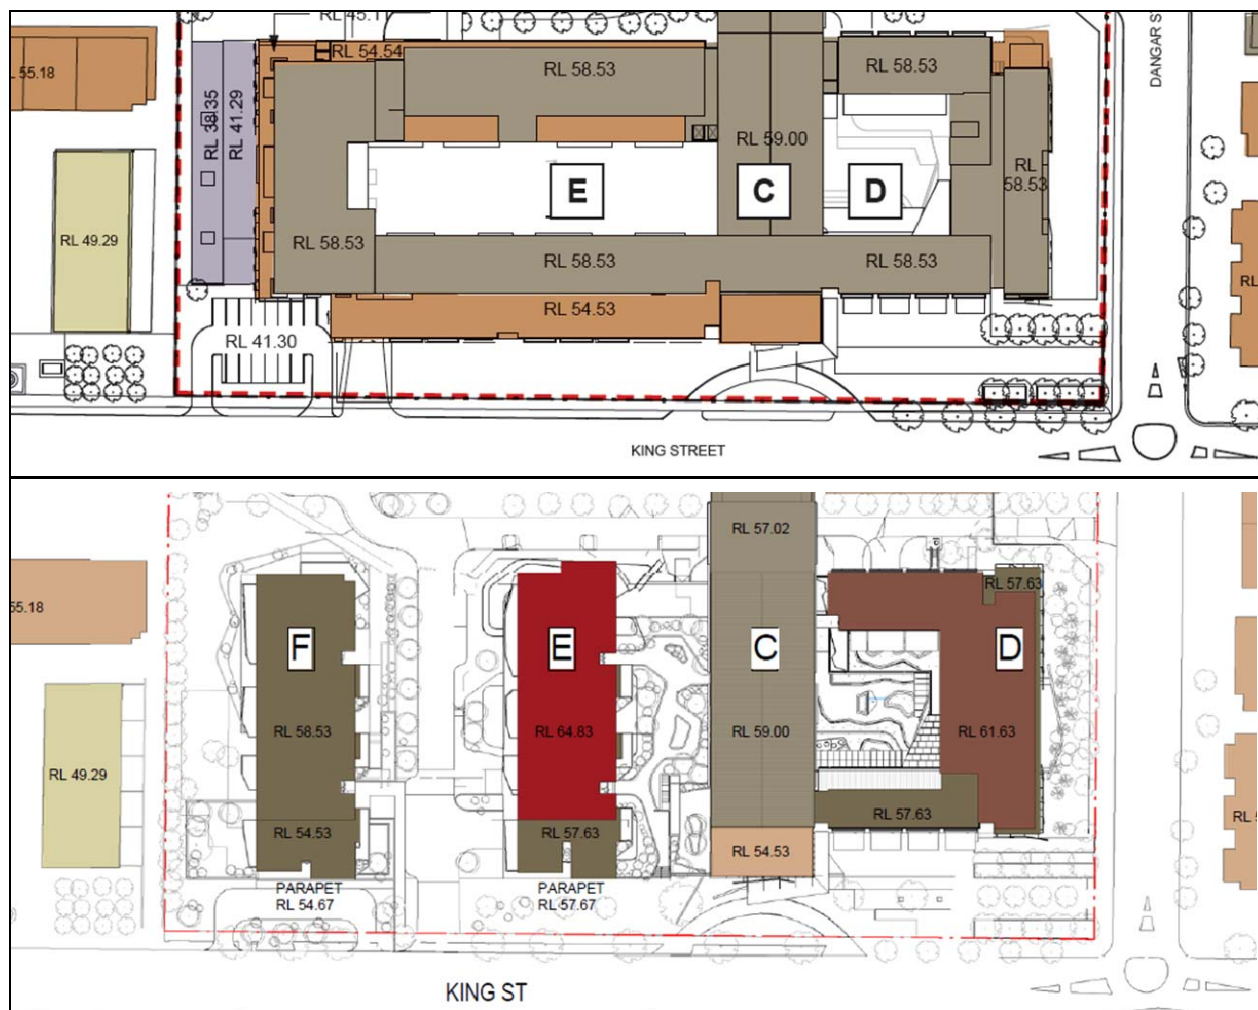 RL 45.1
DANGAR S
55.18
RL 54.54
RL 58.53
RL 58.53
RL 38.35
RL 41.29
RL 59.00
RL
58.53
E
C
D
RL 49.29
RL 58.53
RL 58.53
RL 58.53
RL
RL 54.53
RL 41.30
KING STREET
RL 57.02
RL 57.63
55.18
F
E
C
D
RL 58.53
RL 64.83
RL 59.00
RL 61.63
RL 49.29
RL 57.63
RL
RL 54.53
RL 57.63
RL 54.53
PARAPET
RL 54.67
PARAPET
RL 57.67
KING ST